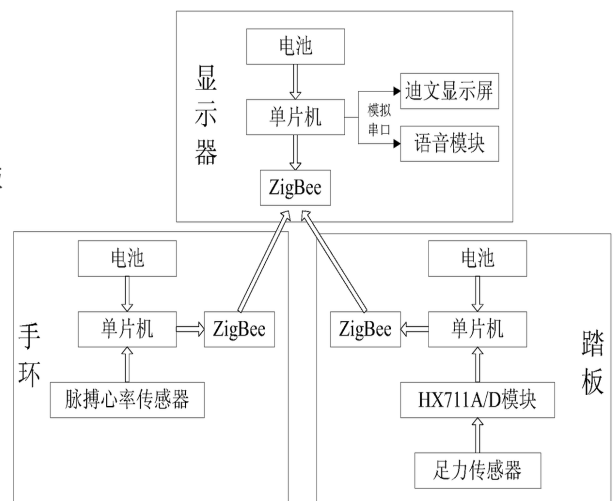 电池
显示器
单片机
模拟
串口
迪文显示屏
语音模块
ZigBee
手环
电池
单片机
ZigBee
脉搏心率传感器
踏板
电池
ZigBee
单片机
HX711A/D模块
足力传感器